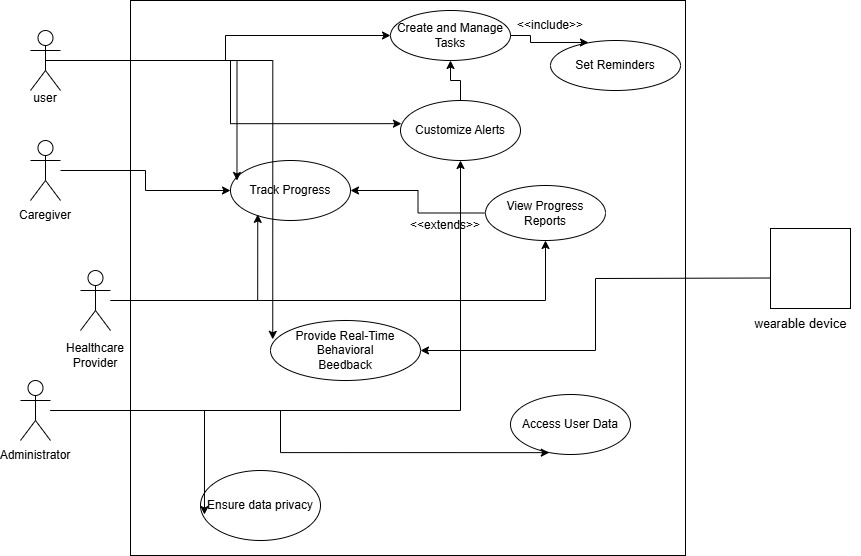 Create and Manage
Tasks
<<include>>
Set Reminders
user
Customize Alerts
Track Progress
Caregiver
View Progress
Reports
<<extends>>
wearable device
Healthcare
Provider
Provide Real-Time
Behavioral
Beedback
Access User Data
Administrator
Ensure data privacy